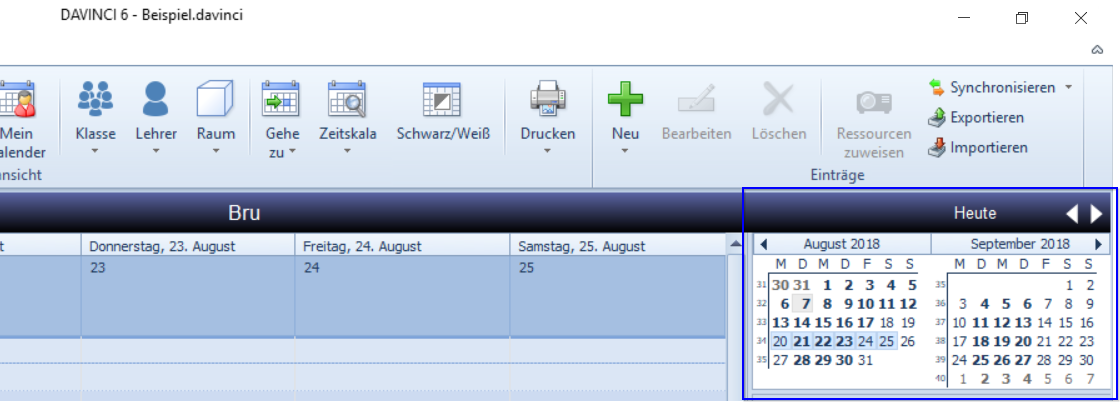 DAVINCI 6 - Beispiel.davinci
Mein
alender
Klasse
Lehrer
Raum
Gehe
zu
Zeitskala
Schwarz/Weiß
Drucken
Neu
Bearbeiten
Löschen
Ressourcen
zuweisen
Synchronisieren
Exportieren
Importieren
nsicht
Einträge
Bru
Heute
t
Donnerstag, 23. August
Freitag, 24. August
Samstag, 25. August
23
24
25
August 2018
M D M D F S S
31 30 31 1 2 3 4 5
32 6 7 8 9 10 11 12
33 13 14 15 16 17 18 19
34 20 21 22 23 24 25 26
35 27 28 29 30 31
September 2018
M D M D F S S
35 1 2
36 3 4 5 6 7 8 9
37 10 11 12 13 14 15 16
38 17 18 19 20 21 22 23
39 24 25 26 27 28 29 30
40 1 2 3 4 5 6 7